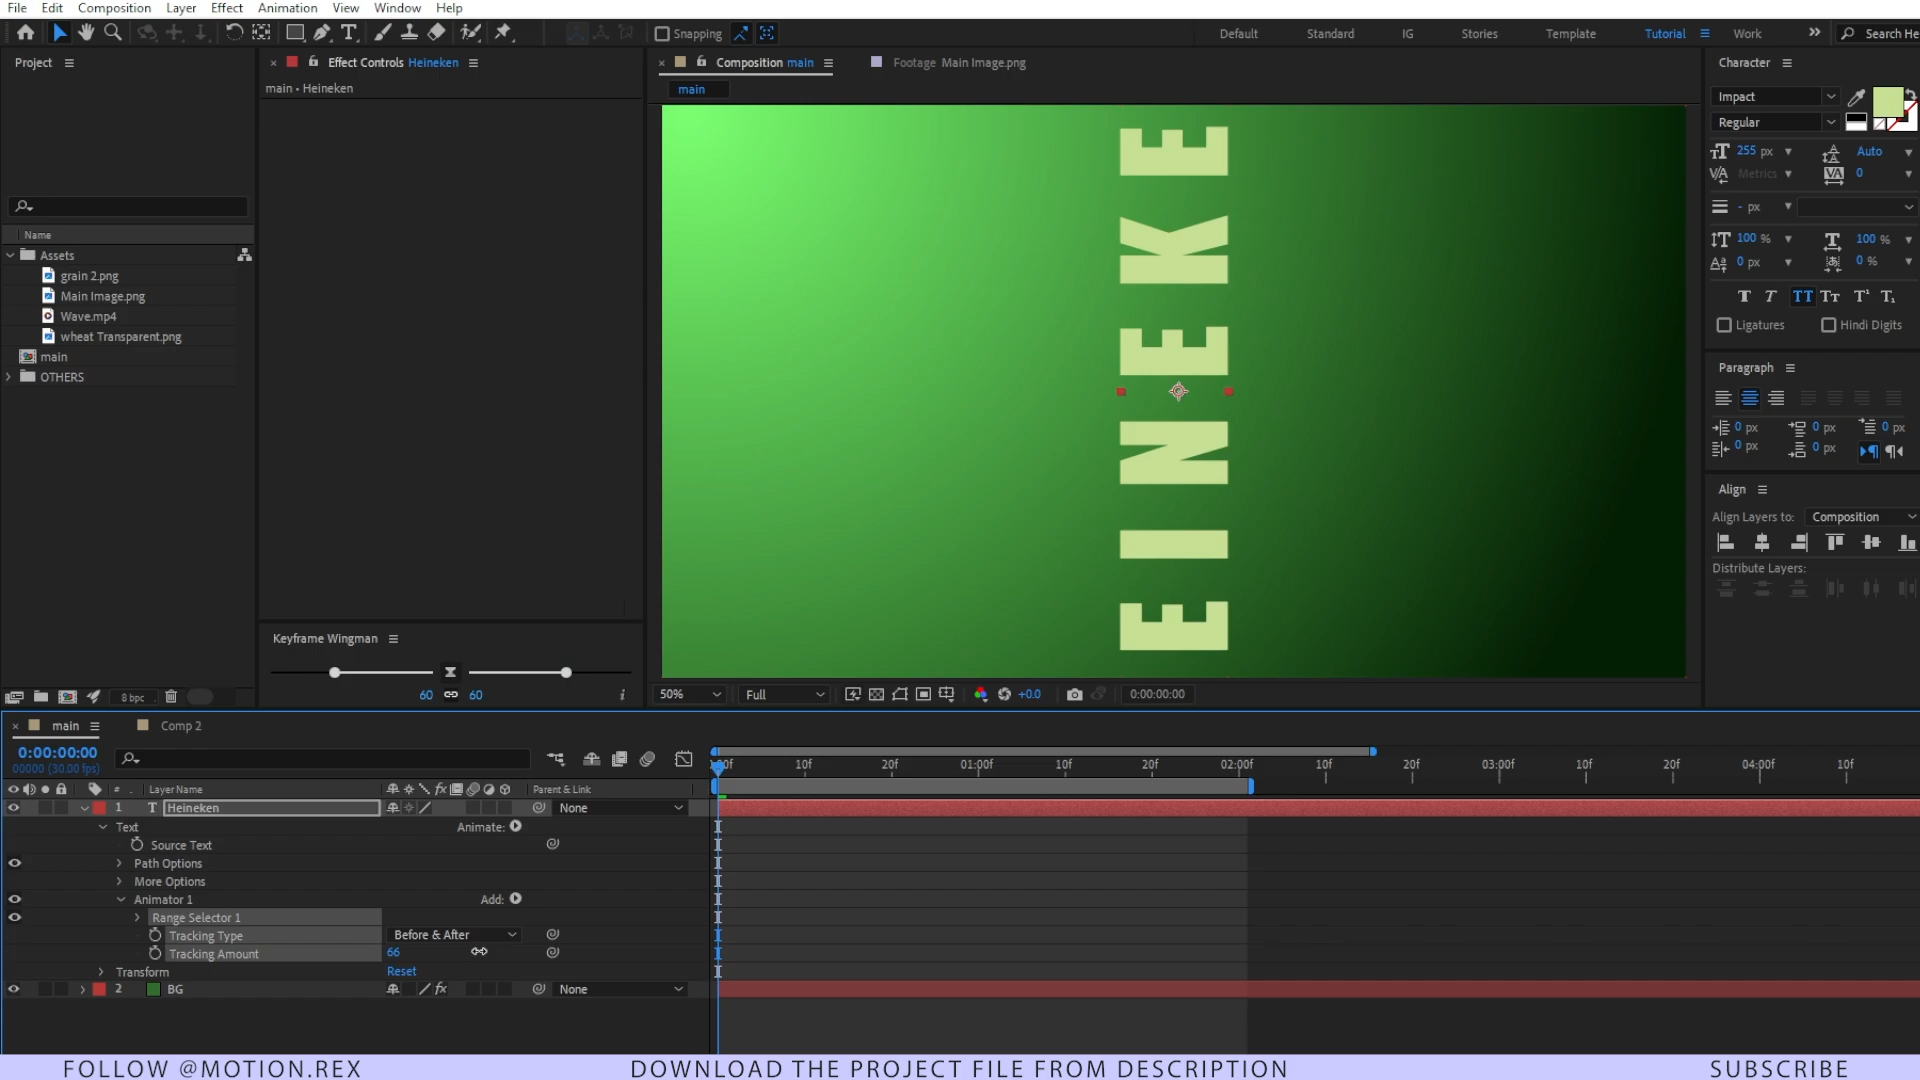 File Edit Composition Layer Effect Animation View Window Help
Snapping
Default Standard IG Stories Template Tutorial Work Search He
Project
Effect Controls Heineken
Composition main
Footage Main Image.png
Character
main • Heineken
main
Impact
Regular
255 px Auto
Metrics 0
- px
100 % 100 %
0 px 0 %
Ligatures Hindi Digits
Paragraph
0 px 0 px 0 px
0 px 0 px
Align
Align Layers to: Composition
Distribute Layers:
Name
Assets
grain 2.png
Main Image.png
Wave.mp4
wheat Transparent.png
main
OTHERS
EINEKE
Keyframe Wingman
60 60
8 bpc
50% Full +0.0 0:00:00:00
main Comp 2
0:00:00:00
00000 (30.00 fps)
10f 20f 01:00f 10f 20f 02:00f 10f 20f 03:00f 10f 20f 04:00f 10f
# Layer Name Parent & Link
1 T Heineken None
Text Animate:
Source Text
Path Options
More Options
Animator 1 Add:
Range Selector 1
Tracking Type Before & After
Tracking Amount 66
Transform Reset
2 BG None
FOLLOW @MOTION.REX DOWNLOAD THE PROJECT FILE FROM DESCRIPTION SUBSCRIBE